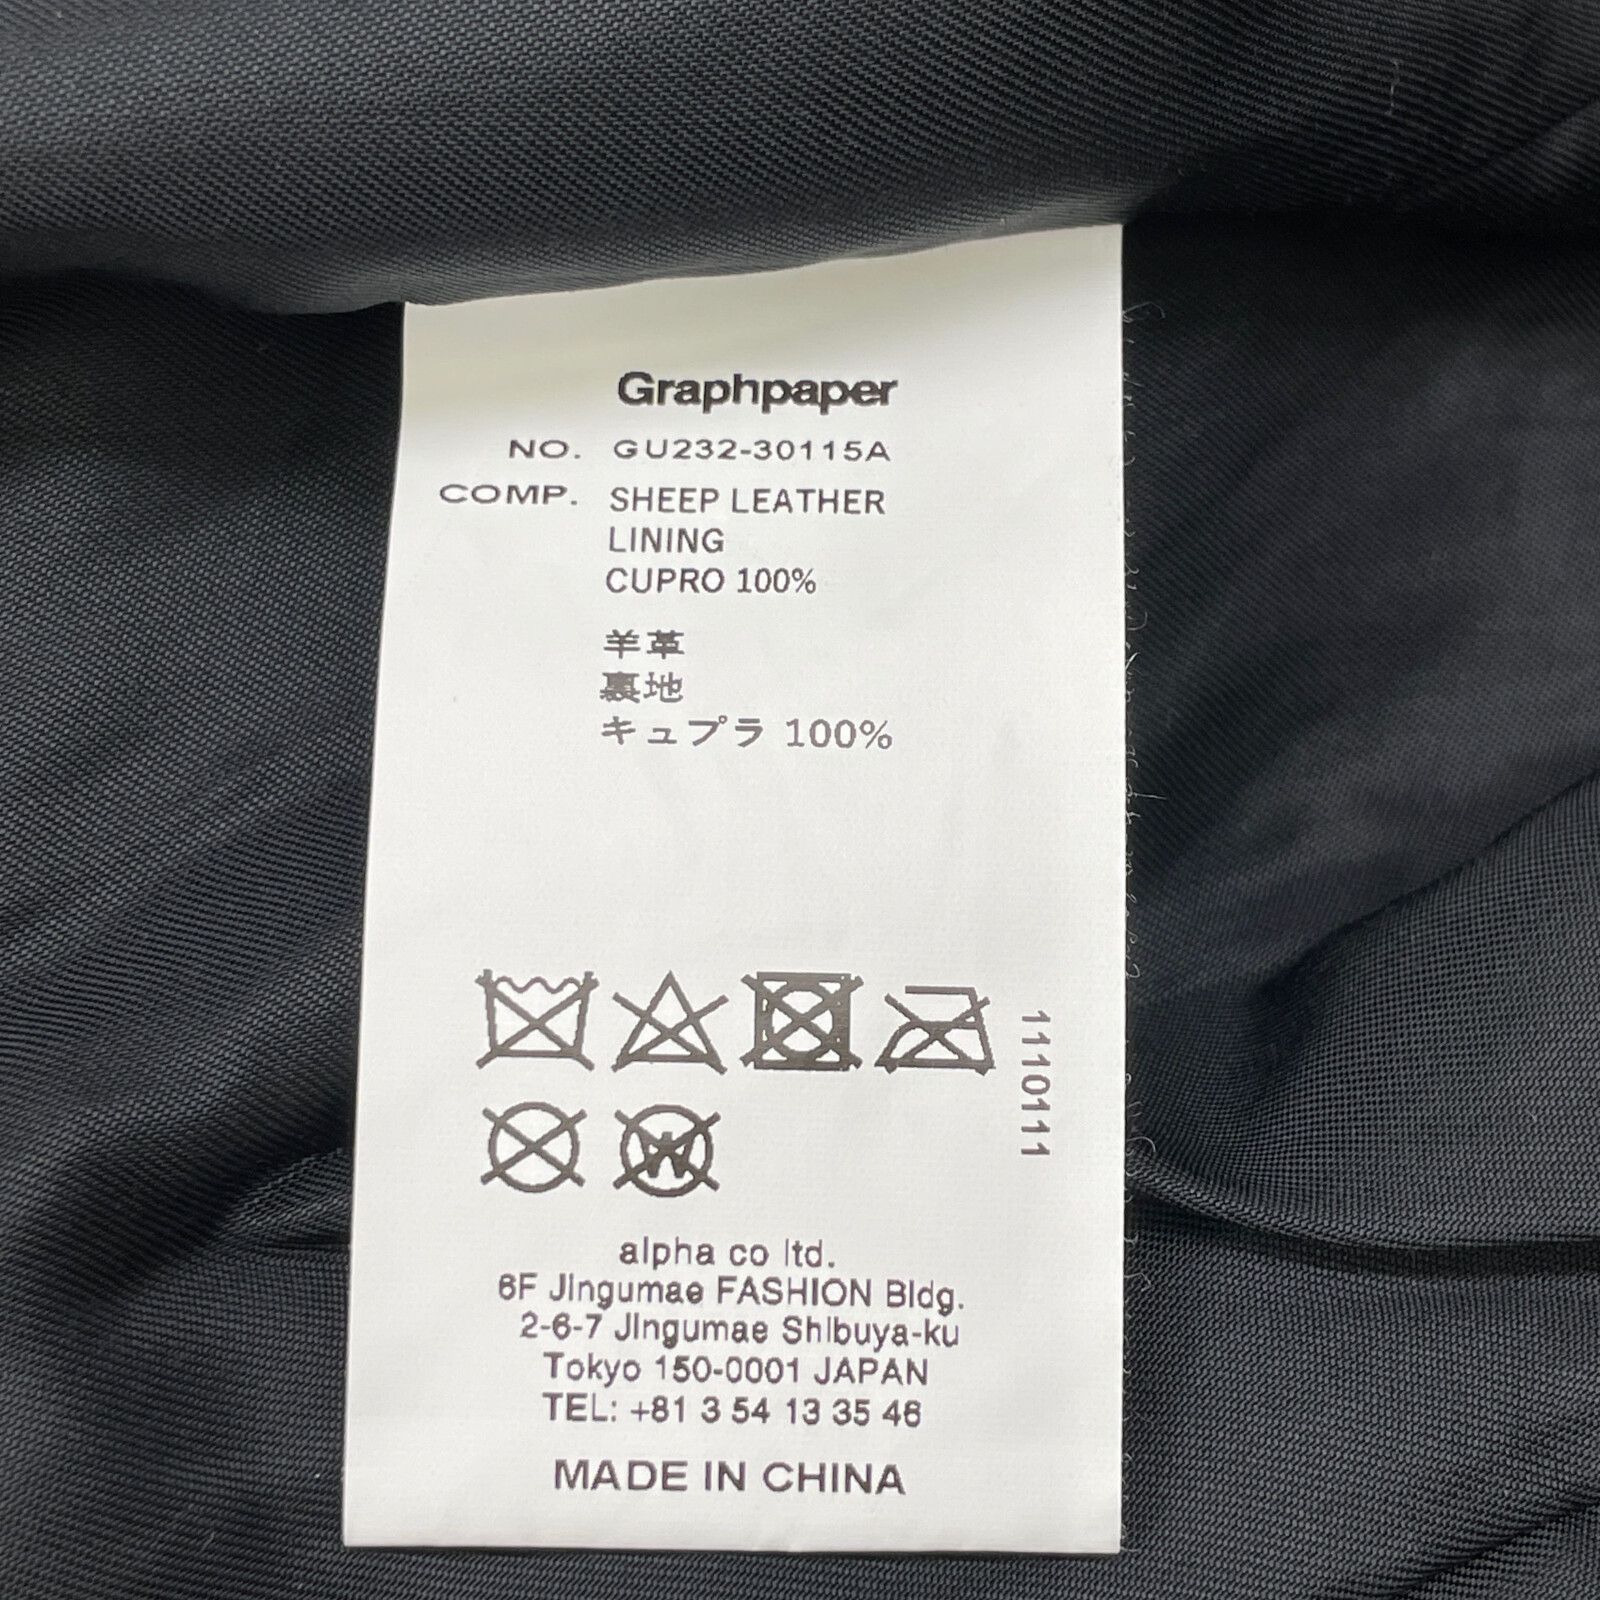 Graphpaper
NO. GU232-30115A
COMP. SHEEP LEATHER
LINING
CUPRO 100%
羊革
裏地
キュプラ 100%
1110111
W
alpha co ltd.
6F Jingumae FASHION Bldg.
2-6-7 Jingumae Shibuya-ku
Tokyo 150-0001 JAPAN
TEL: +81 3 54 13 35 46
MADE IN CHINA